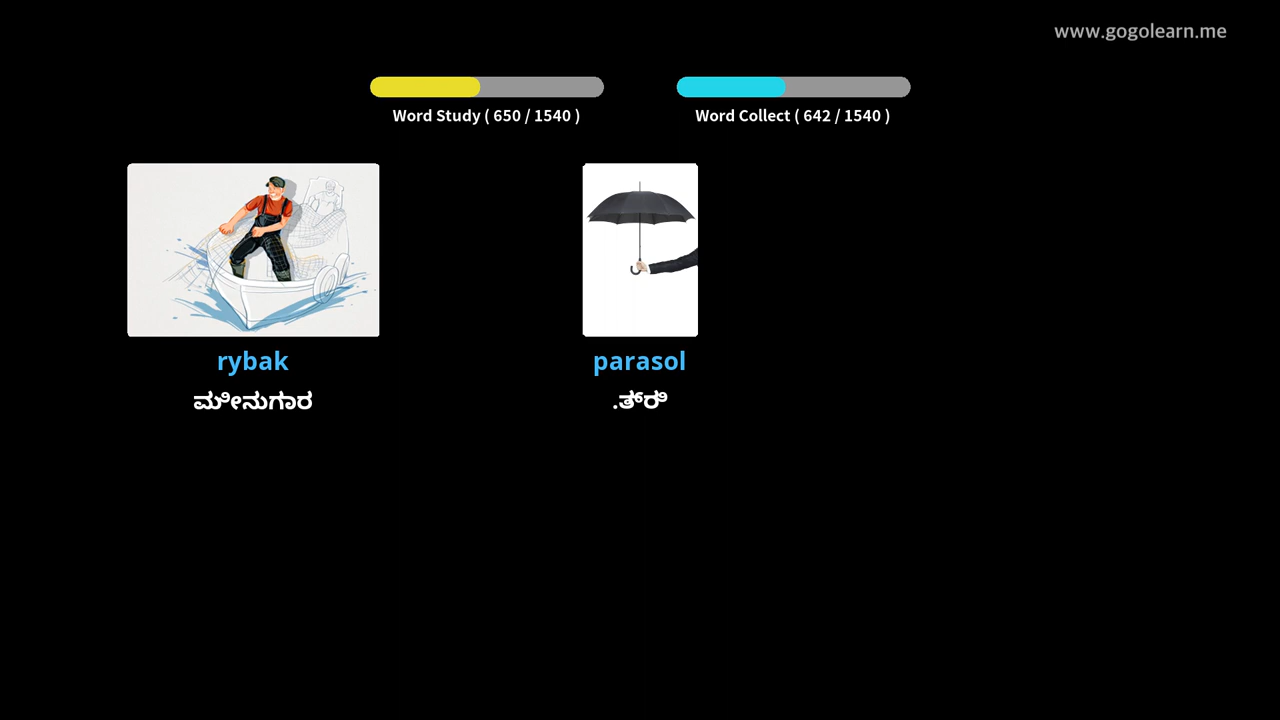 www.gogolearn.me
Word Study ( 650 / 1540 )
Word Collect ( 642 / 1540 )
rybak
parasol
ಮೀನುಗಾರ